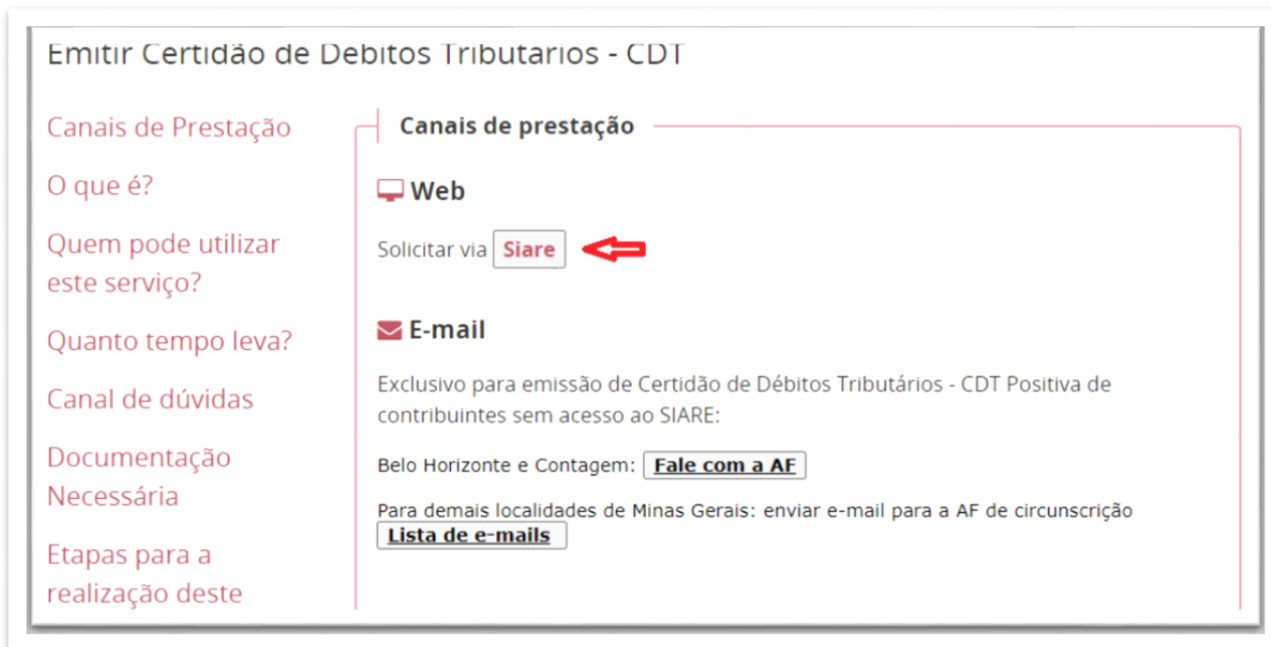 Emitir Certidão de Débitos Tributários - CDT
Canais de Prestação
O que é?
Quem pode utilizar
este serviço?
Quanto tempo leva?
Canal de dúvidas
Documentação
Necessária
Etapas para a
realização deste
Canais de prestação
Web
Solicitar via Siare
E-mail
Exclusivo para emissão de Certidão de Débitos Tributários - CDT Positiva de
contribuintes sem acesso ao SIARE:
Belo Horizonte e Contagem: Fale com a AF
Para demais localidades de Minas Gerais: enviar e-mail para a AF de circunscrição
Lista de e-mails